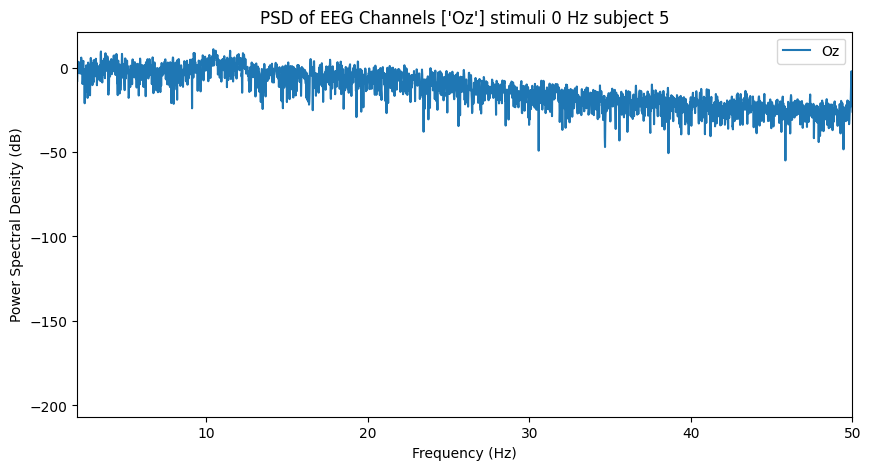 PSD of EEG Channels ['Oz'] stimuli 0 Hz subject 5
Oz
Power Spectral Density (dB)
0
−50
−100
−150
−200
10
20
30
40
50
Frequency (Hz)